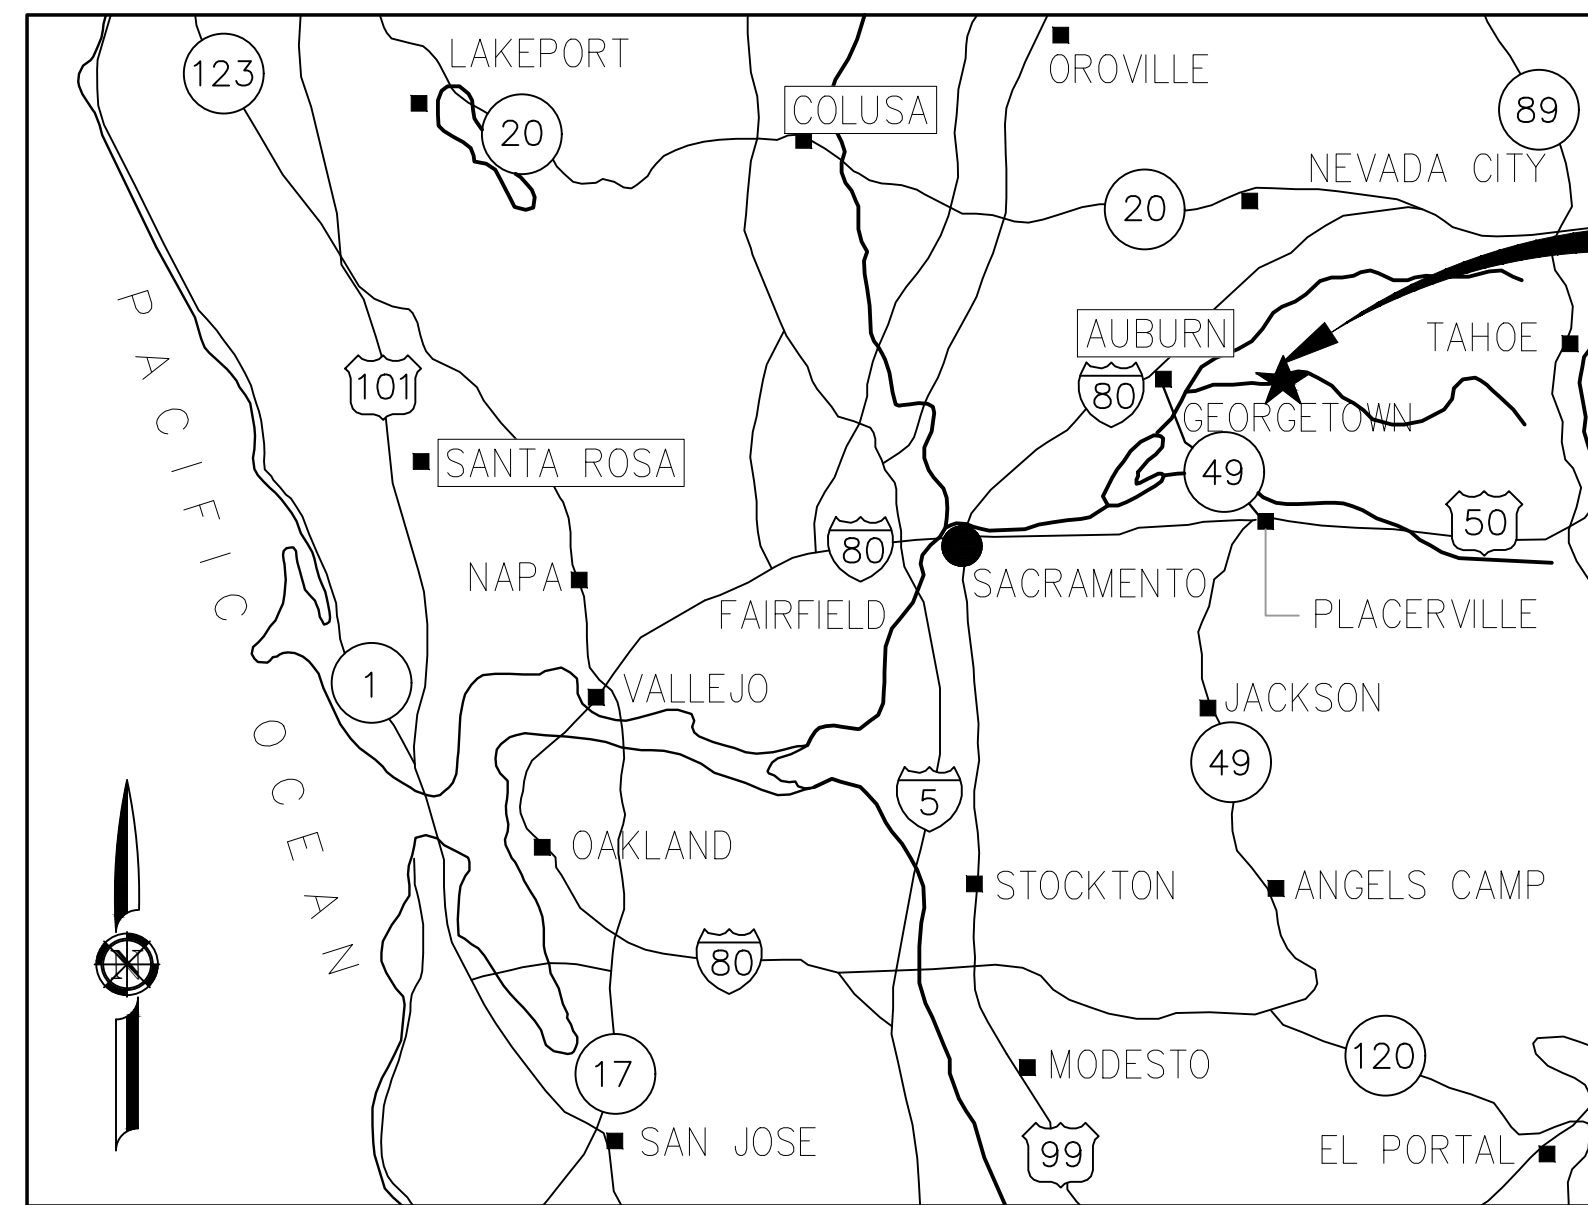 LAKEPORT
OROVILLE
123
20
COLUSA
89
NEVADA CITY
20
AUBURN
TAHOE
101
80
GEORGETOWN
SANTA ROSA
49
50
80
NAPA
SACRAMENTO
FAIRFIELD
PLACERVILLE
1
VALLEJO
JACKSON
PACIFIC OCEAN
49
5
OAKLAND
STOCKTON
ANGELS CAMP
N
80
120
MODESTO
17
SAN JOSE
99
EL PORTAL